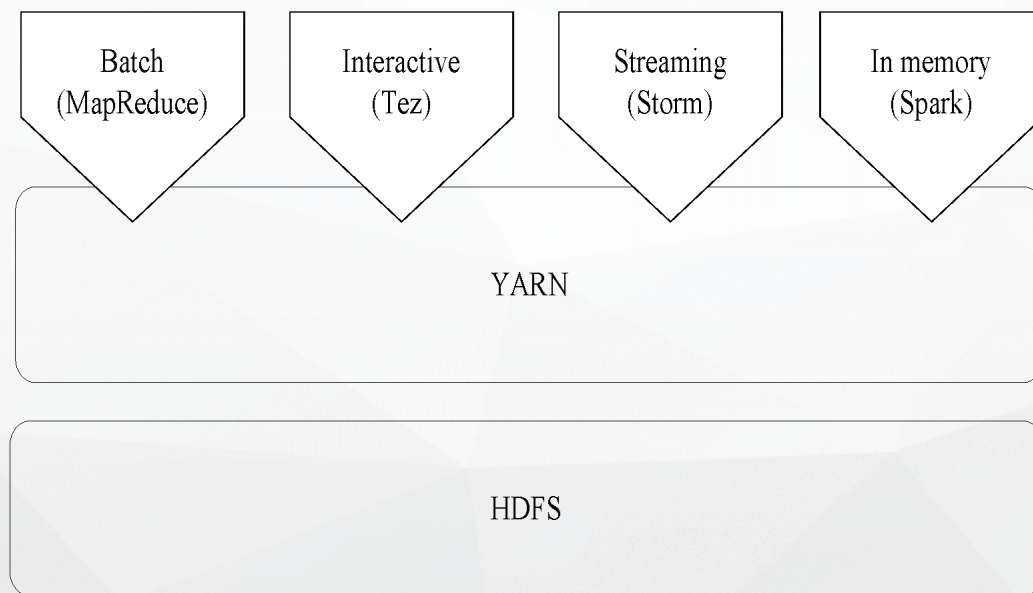 Batch
(MapReduce)
Interactive
(Tez)
Streaming
(Storm)
In memory
(Spark)
YARN
HDFS